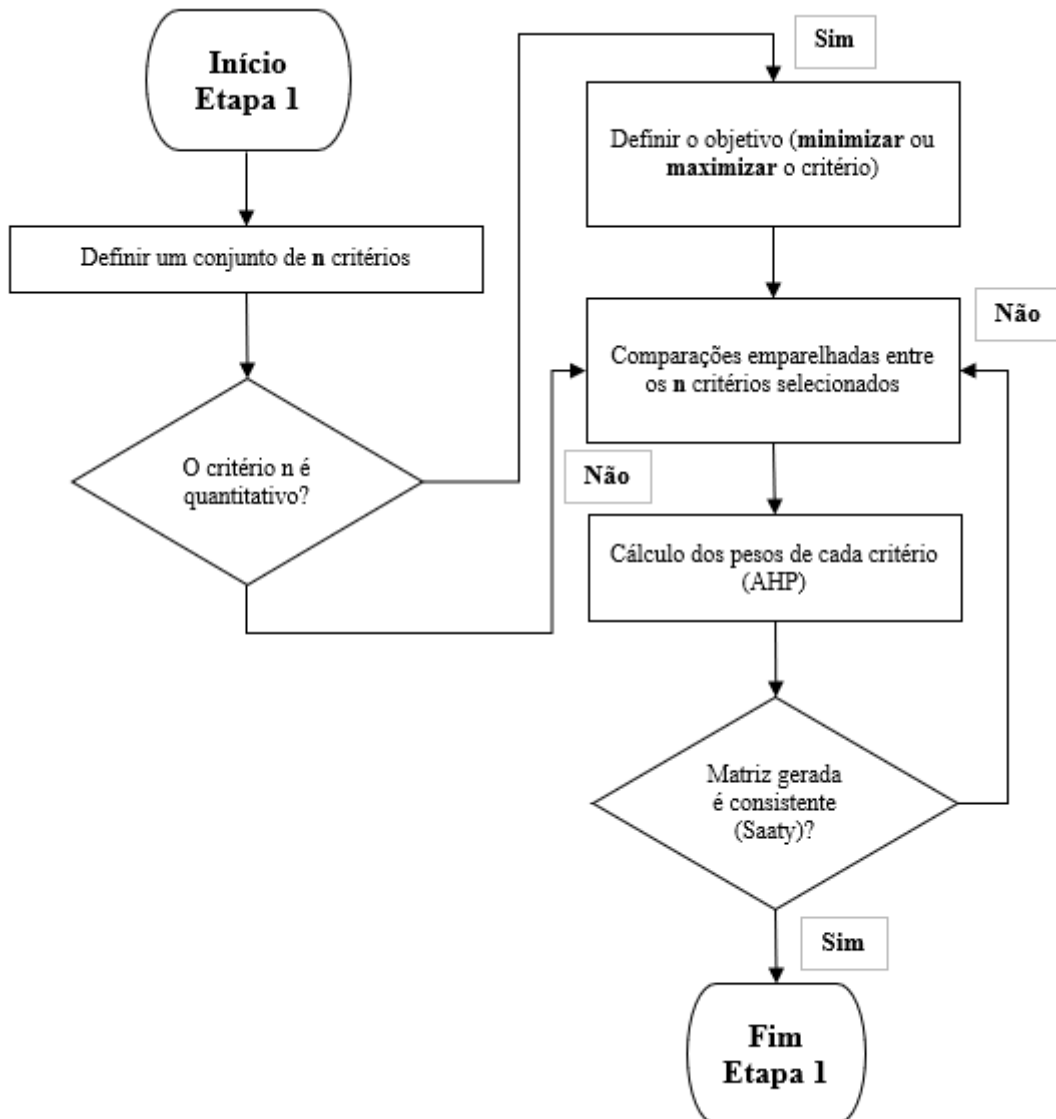 Início
Etapa 1
Definir um conjunto de n critérios
O critério n é
quantitativo?
Sim
Definir o objetivo (minimizar ou
maximizar o critério)
Não
Comparações emparelhadas entre
os n critérios selecionados
Não
Cálculo dos pesos de cada critério
(AHP)
Matriz gerada
é consistente
(Saaty)?
Sim
Fim
Etapa 1